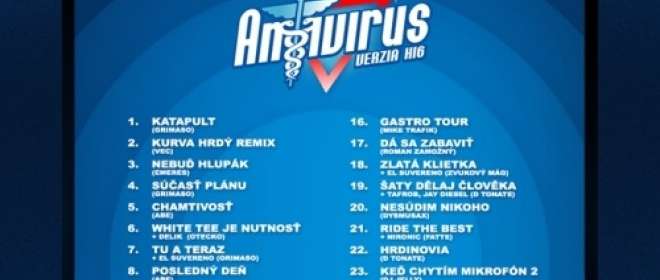 Antivirus
VERZIA H16
1. KATAPULT
(GRIMASO)
2. KURVA HRDÝ REMIX
(VEC)
3. NEBUĎ HLUPÁK
(EMERES)
4. SÚČASŤ PLÁNU
(GRIMASO)
5. CHAMTIVOSŤ
(ABE)
6. WHITE TEE JE NUTNOSŤ
+ DELIK (OTECKO)
7. TU A TERAZ
+ EL SUVERENO (GRIMASO)
8. POSLEDNÝ DEŇ
(ABE)
16. GASTRO TOUR
(MIKE TRAFIK)
17. DÁ SA ZABAVIŤ
(ROMAN ZÁMOŽNÝ)
18. ZLATÁ KLIETKA
+ EL SUVERENO (ZVUKOVÝ MÁG)
19. ŠATY DĚLAJ ČLOVĚKA
+ TAFROB, JAY DIESEL (D TONATE)
20. NESÚDIM NIKOHO
(DYSMUSAX)
21. RIDE THE BEST
+ HIRONIC (FATTE)
22. HRDINOVIA
(D TONATE)
23. KEĎ CHYTÍM MIKROFÓN 2